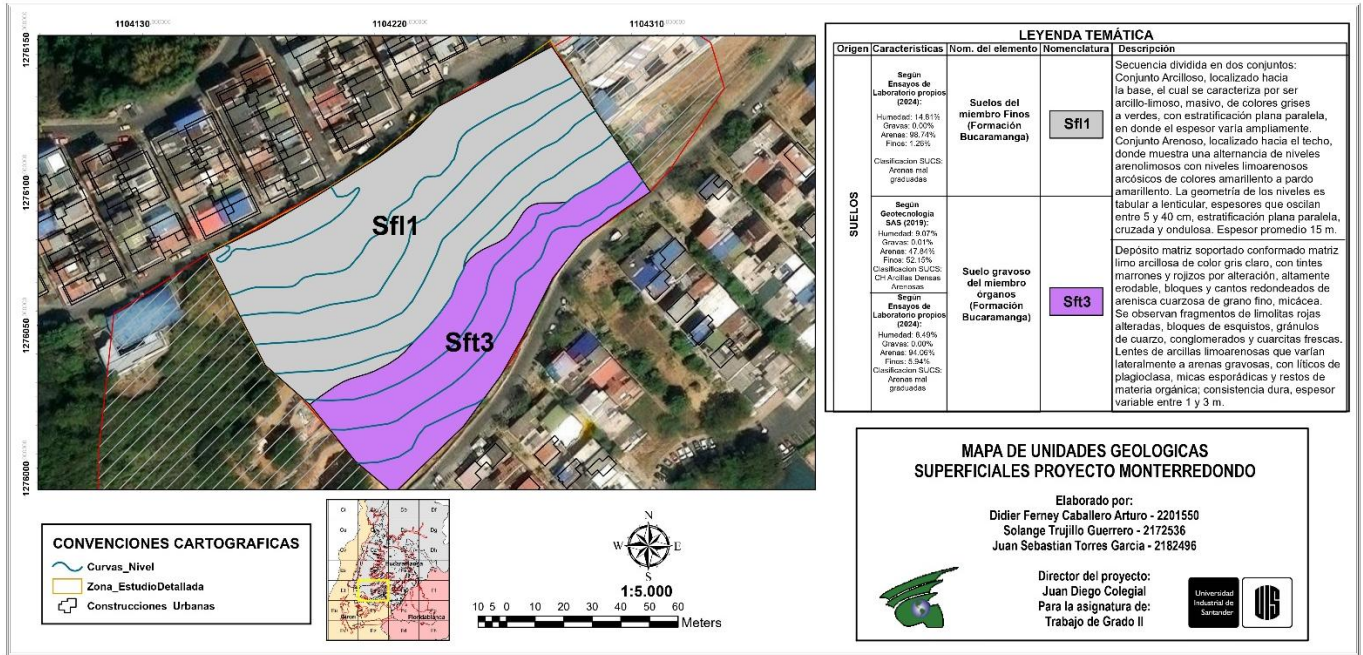 1104130
1104220
1104310
1276150
1276100
1276050
1276000
Sfl1
Sft3
LEYENDA TEMÁTICA
Origen Características Nom. del elemento Nomenclatura Descripción
SUELOS
Según
Ensayos de
Laboratorio propios
(2024):
Humedad: 14.81%
Gravas: 0.00%
Arenas: 98.74%
Finos: 1.26%
Clasificacion SUCS:
Arenas mal
graduadas
Suelos del
miembro Finos
(Formación
Bucaramanga)
Sfl1
Secuencia dividida en dos conjuntos:
Conjunto Arcilloso, localizado hacia
la base, el cual se caracteriza por ser
arcillo-limoso, masivo, de colores grises
a verdes, con estratificación plana paralela,
en donde el espesor varía ampliamente.
Conjunto Arenoso, localizado hacia el techo,
donde muestra una alternancia de niveles
arenolimosos con niveles limoarenosos
arcósicos de colores amarillento a pardo
amarillento. La geometría de los niveles es
tabular a lenticular, espesores que oscilan
entre 5 y 40 cm, estratificación plana paralela,
cruzada y ondulosa. Espesor promedio 15 m.
Según
Geotecnología
SAS (2019):
Humedad: 9.07%
Gravas: 0.01%
Arenas: 47.84%
Finos: 52.15%
Clasificacion SUCS:
CH Arcillas Densas
Arenosas
Según
Ensayos de
Laboratorio propios
(2024):
Humedad: 6.49%
Gravas: 0.00%
Arenas: 94.06%
Finos: 5.94%
Clasificacion SUCS:
Arenas mal
graduadas
Suelo gravoso
del miembro
órganos
(Formación
Bucaramanga)
Sft3
Depósito matriz soportado conformado matriz
limo arcillosa de color gris claro, con tintes
marrones y rojizos por alteración, altamente
erodable, bloques y cantos redondeados de
arenisca cuarzosa de grano fino, micácea.
Se observan fragmentos de limolitas rojas
alteradas, bloques de esquistos, gránulos
de cuarzo, conglomerados y cuarcitas frescas.
Lentes de arcillas limoarenosas que varían
lateralmente a arenas gravosas, con líticos de
plagioclasa, micas esporádicas y restos de
materia orgánica; consistencia dura, espesor
variable entre 1 y 3 m.
CONVENCIONES CARTOGRAFICAS
Curvas_Nivel
Zona_EstudioDetallada
Construcciones Urbanas
Floridablanca
N
W E
S
1:5.000
10 5 0 10 20 30 40 50 60
Meters
MAPA DE UNIDADES GEOLOGICAS
SUPERFICIALES PROYECTO MONTERREDONDO
Elaborado por:
Didier Ferney Caballero Arturo - 2201550
Solange Trujillo Guerrero - 2172536
Juan Sebastian Torres Garcia - 2182496
Director del proyecto:
Juan Diego Colegial
Para la asignatura de:
Trabajo de Grado II
Universidad
Industrial de
Santander
UIS